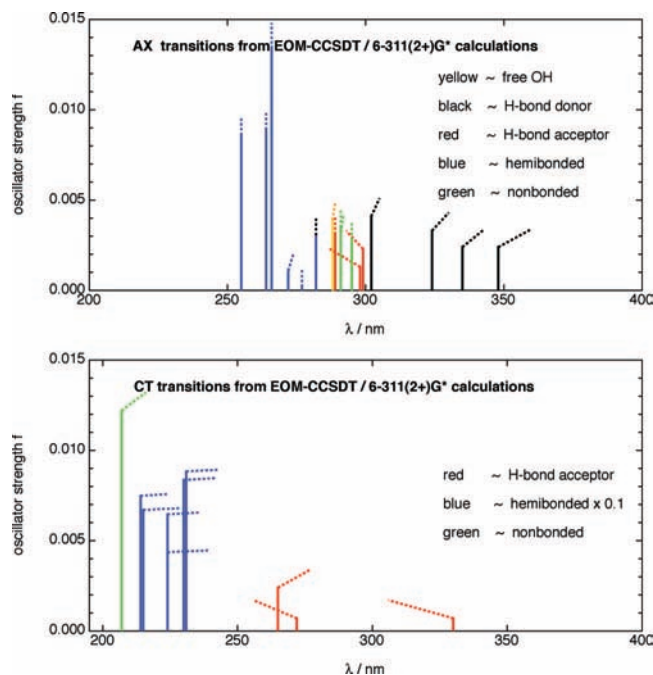 0.015
AX transitions from EOM-CCSDT / 6-311(2+)G* calculations
yellow ~ free OH
0.010
black ~ H-bond donor
red ~ H-bond acceptor
blue ~ hemibonded
0.005
green ~ nonbonded
oscillator strength f
0.000
200 250 300 350 400
λ / nm
0.015
CT transitions from EOM-CCSDT / 6-311(2+)G* calculations
0.010
red ~ H-bond acceptor
blue ~ hemibonded x 0.1
green ~ nonbonded
0.005
oscillator strength f
0.000
200 250 300 350 400
λ / nm